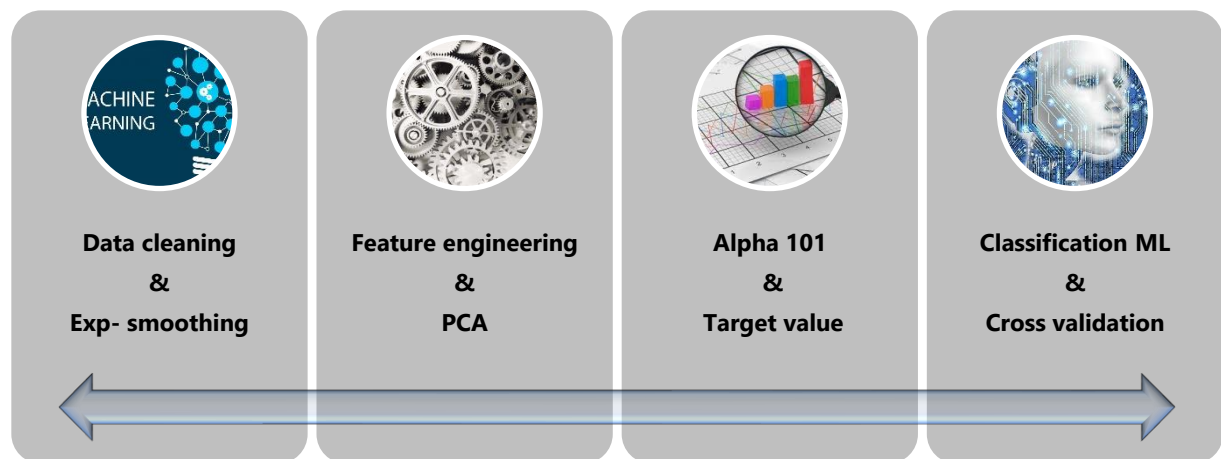 ACHINE
ARNING
Data cleaning
&
Exp- smoothing
Feature engineering
&
PCA
Alpha 101
&
Target value
Classification ML
&
Cross validation